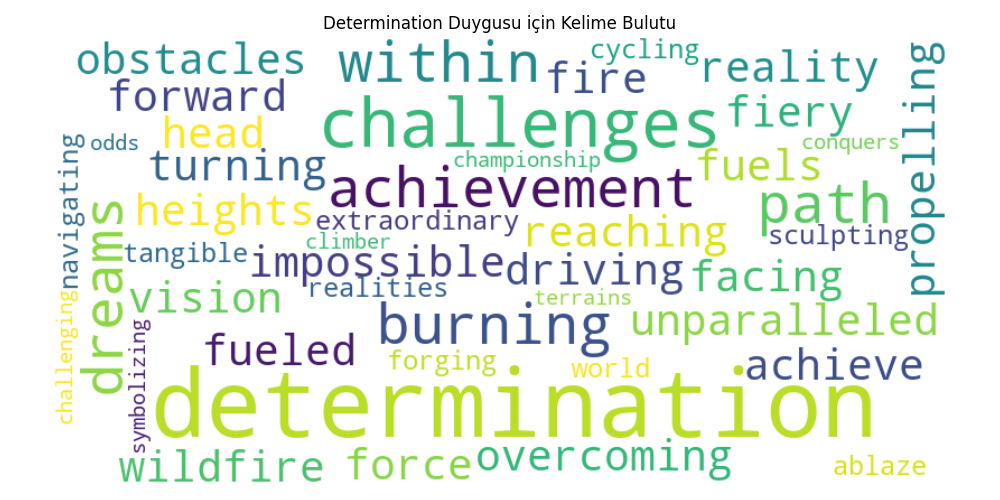 Determination Duygusu için Kelime Bulutu
obstacles
within
cycling
reality
propelling
forward
fire
fiery
challenges
head
odds
conquers
turning
championship
fuels
navigating
achievement
path
heights
extraordinary
reaching
sculpting
dreams
tangible
climber
impossible
driving
facing
realities
vision
terrains
burning
unparalleled
challenging
symbolizing
fueled
forging
world
achieve
determination
wildfire
force
overcoming
ablaze